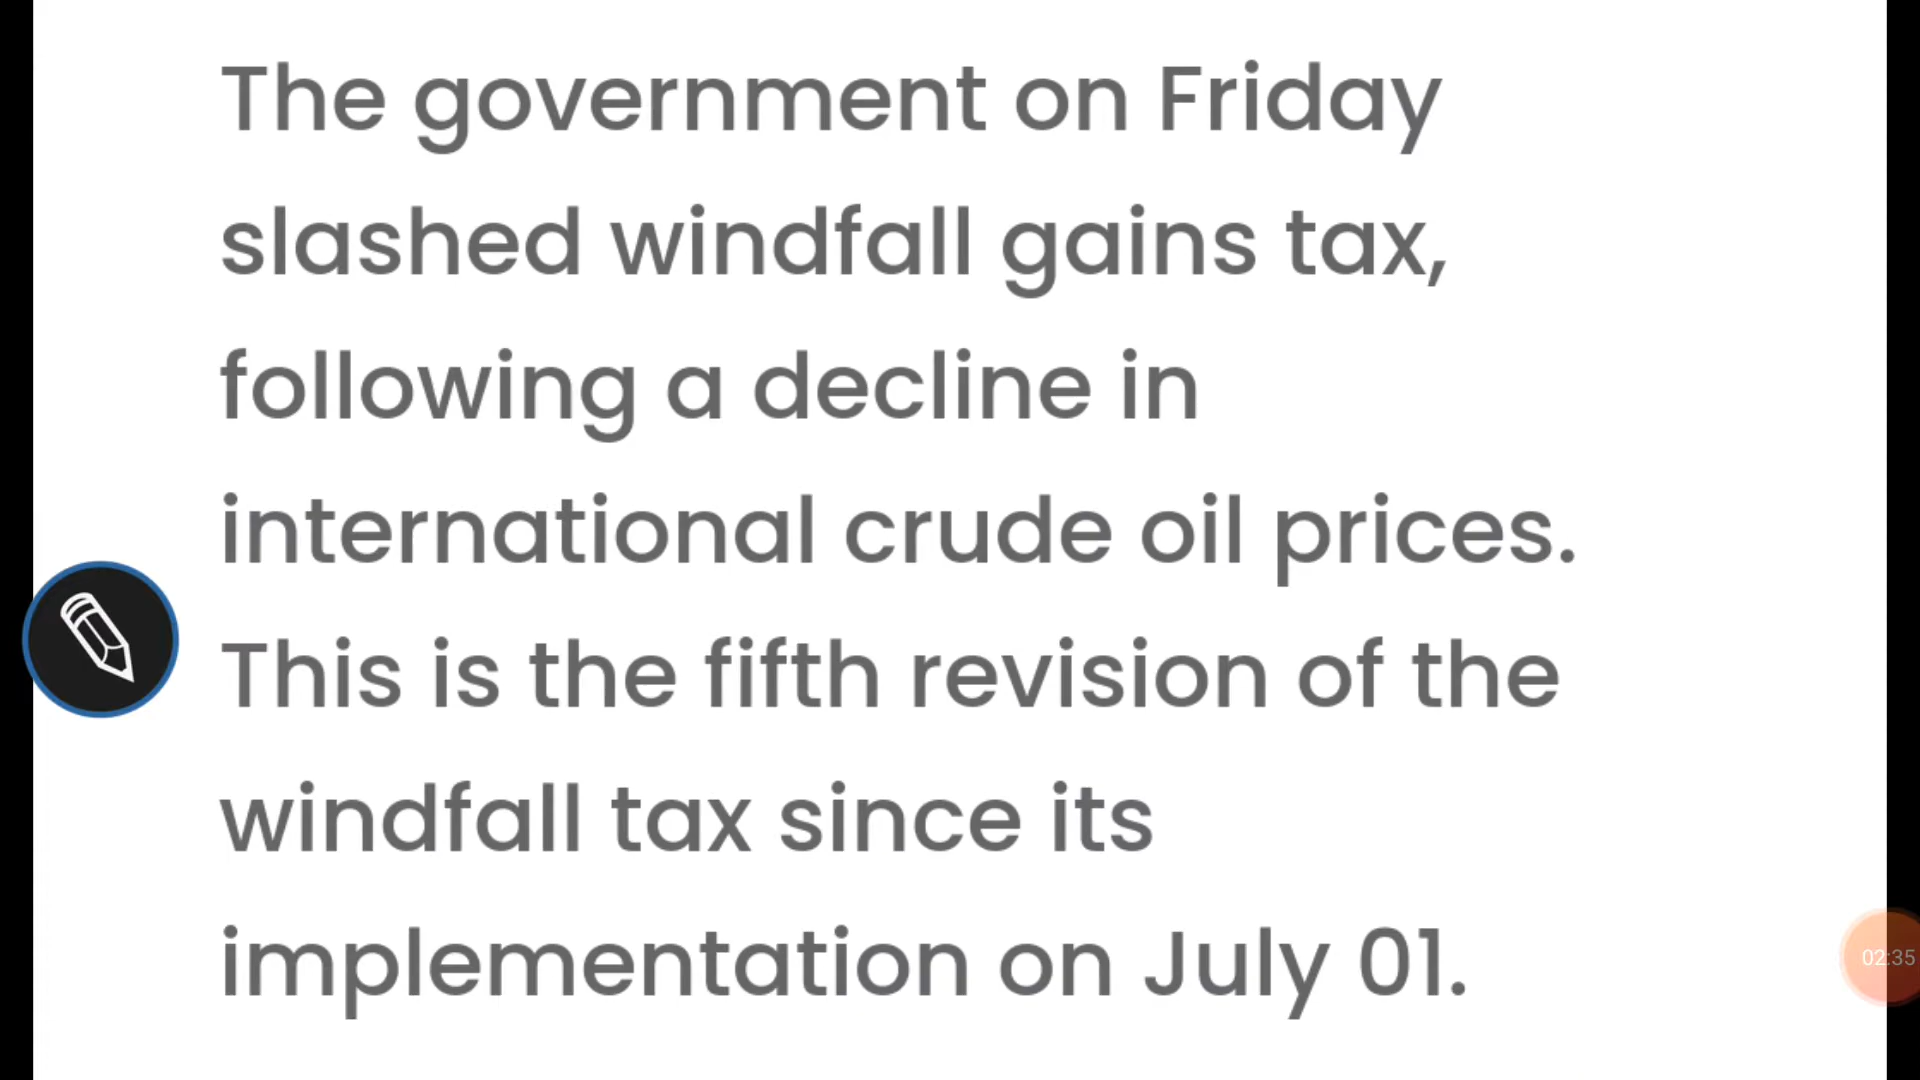 The government on Friday
slashed windfall gains tax,
following a decline in
international crude oil prices.
This is the fifth revision of the
windfall tax since its
implementation on July 01.
02:35